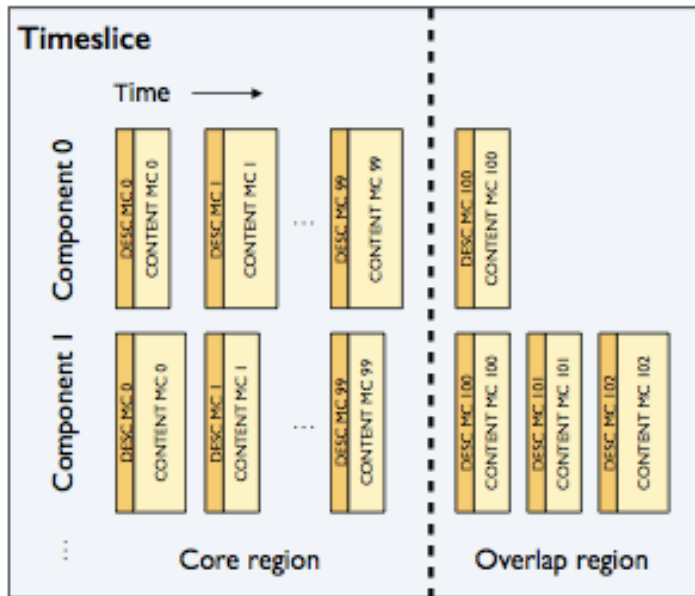 Timeslice
Time
Component 0
DESC MC 0
CONTENT MC 0
DESC MC 1
CONTENT MC 1
...
DESC MC 99
CONTENT MC 99
DESC MC 100
CONTENT MC 100
Component 1
DESC MC 0
CONTENT MC 0
DESC MC 1
CONTENT MC 1
...
DESC MC 99
CONTENT MC 99
DESC MC 100
CONTENT MC 100
DESC MC 101
CONTENT MC 101
DESC MC 102
CONTENT MC 102
...
Core region
Overlap region